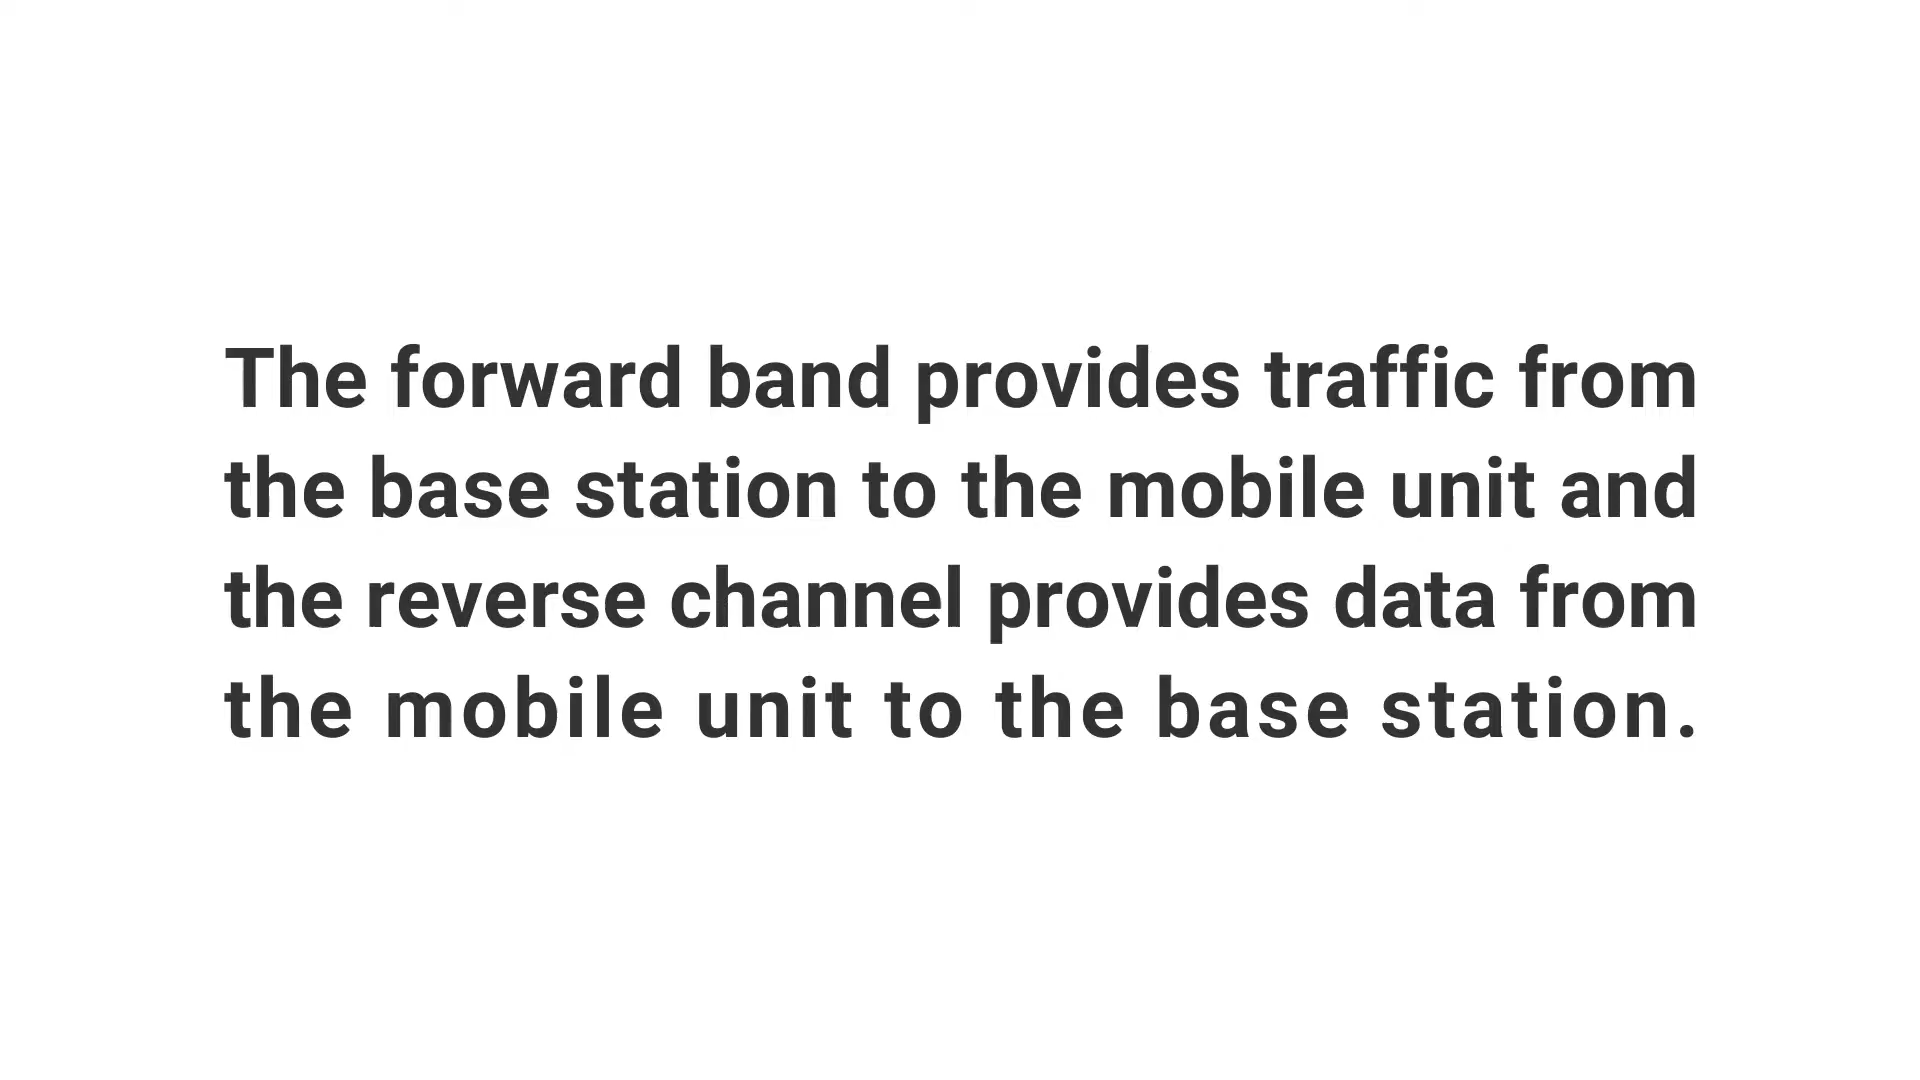 The forward band provides traffic from
the base station to the mobile unit and
the reverse channel provides data from
the mobile unit to the base station.